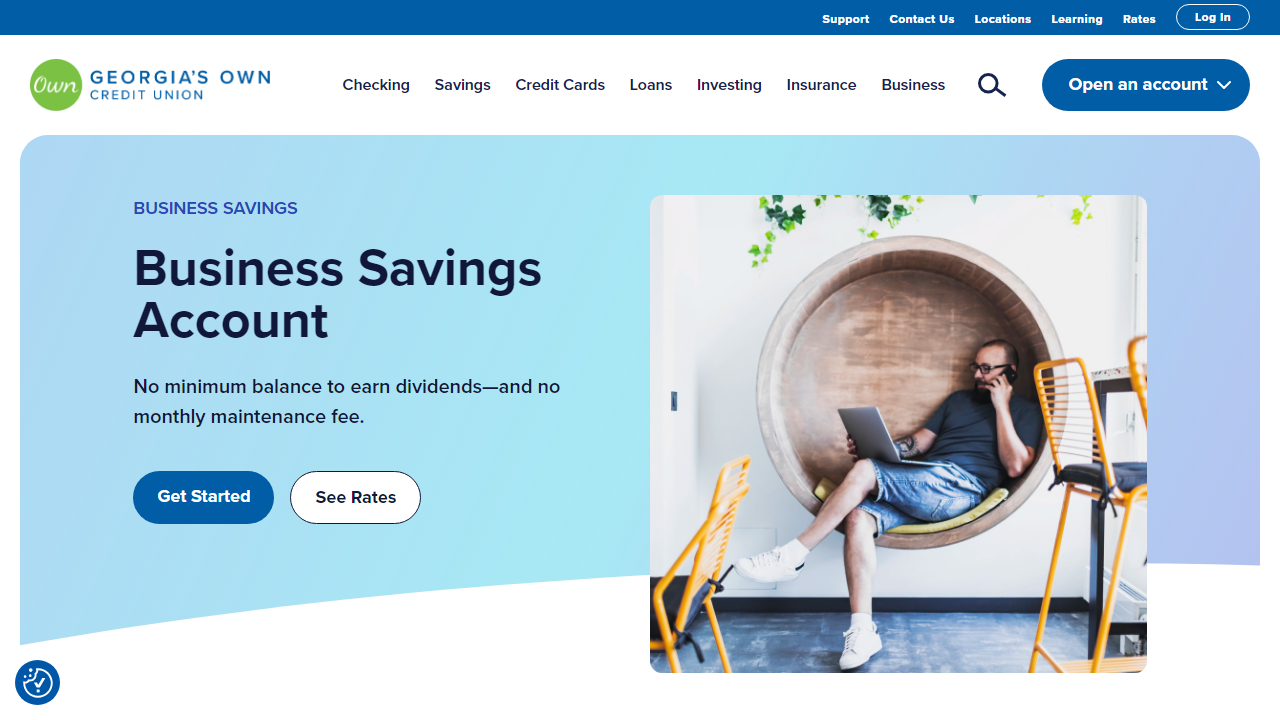 Support Contact Us Locations Learning Rates Log In
Own GEORGIA'S OWN
CREDIT UNION
Checking Savings Credit Cards Loans Investing Insurance Business Open an account
BUSINESS SAVINGS
Business Savings
Account
No minimum balance to earn dividends—and no
monthly maintenance fee.
Get Started See Rates